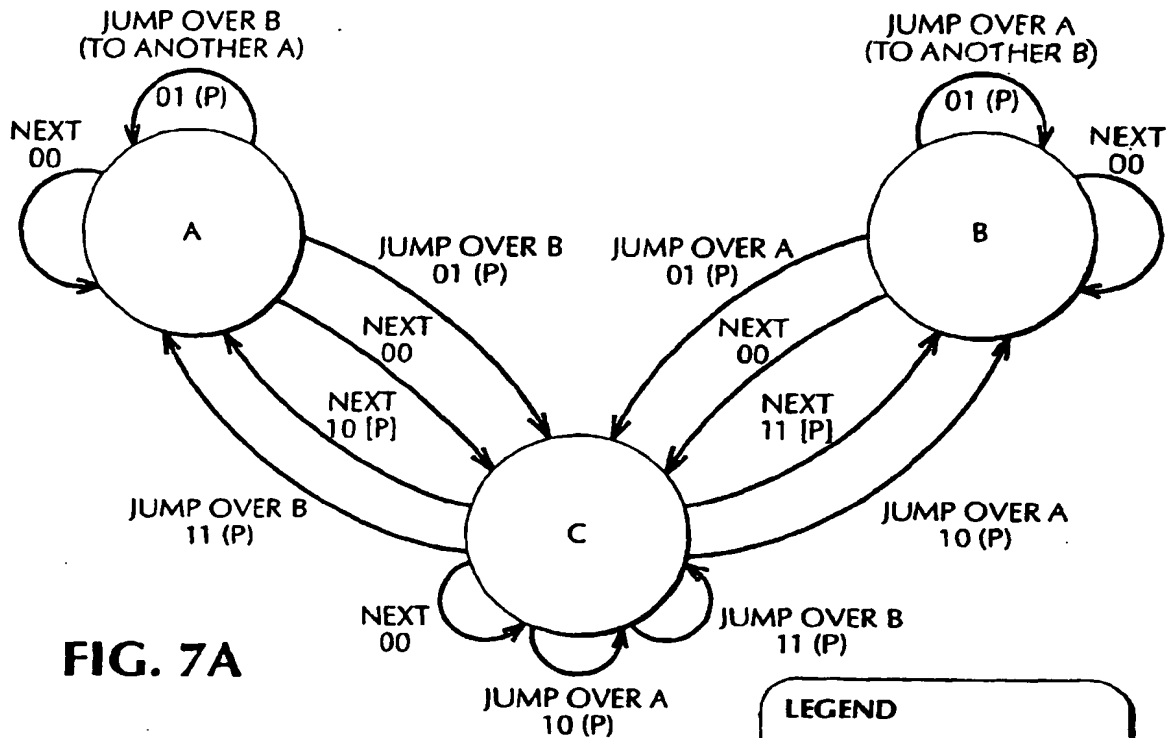 JUMP OVER B
(TO ANOTHER A)
01 (P)
NEXT
00
A
JUMP OVER A
(TO ANOTHER B)
01 (P)
NEXT
00
B
JUMP OVER B
01 (P)
JUMP OVER A
01 (P)
NEXT
00
NEXT
00
NEXT
10 [P]
NEXT
11 [P]
JUMP OVER B
11 (P)
JUMP OVER A
10 (P)
C
NEXT
00
JUMP OVER B
11 (P)
JUMP OVER A
10 (P)
FIG. 7A
LEGEND